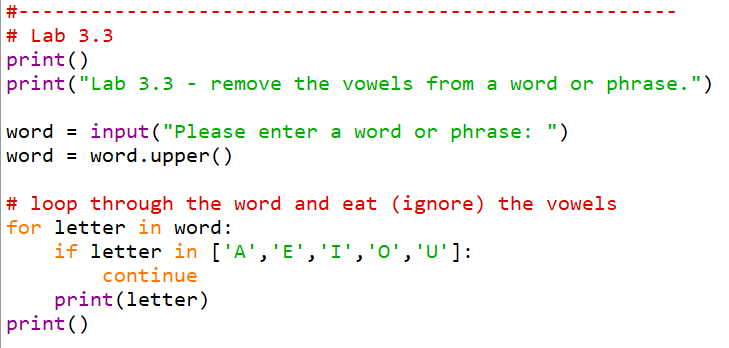 #-------------------------------------------------------
# Lab 3.3
print()
print("Lab 3.3 - remove the vowels from a word or phrase.")

word = input("Please enter a word or phrase: ")
word = word.upper()

# loop through the word and eat (ignore) the vowels
for letter in word:
    if letter in ['A','E','I','O','U']:
        continue
    print(letter)
print()